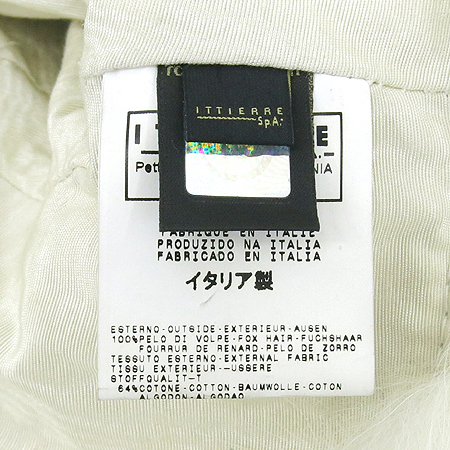 ITTIERRE
S.p.A.
FABRIQUE EN ITALIE
PRODUZIDO NA ITALIA
FABRICADO EN ITALIA
イタリア製
ESTERNO-OUTSIDE-EXTERIEUR-AUSEN
100%PELO DI VOLPE-FOX HAIR-FUCHSHAAR
FOURRUR DE RENARD-PELO DE ZORRO
TESSUTO ESTERNO-EXTERNAL FABRIC
TISSU EXTERIEUR-USSERE
STOFFQUALIT-T
64%COTONE-COTTON-BAUMWOLLE-COTON
ALGODON-ALGODAO